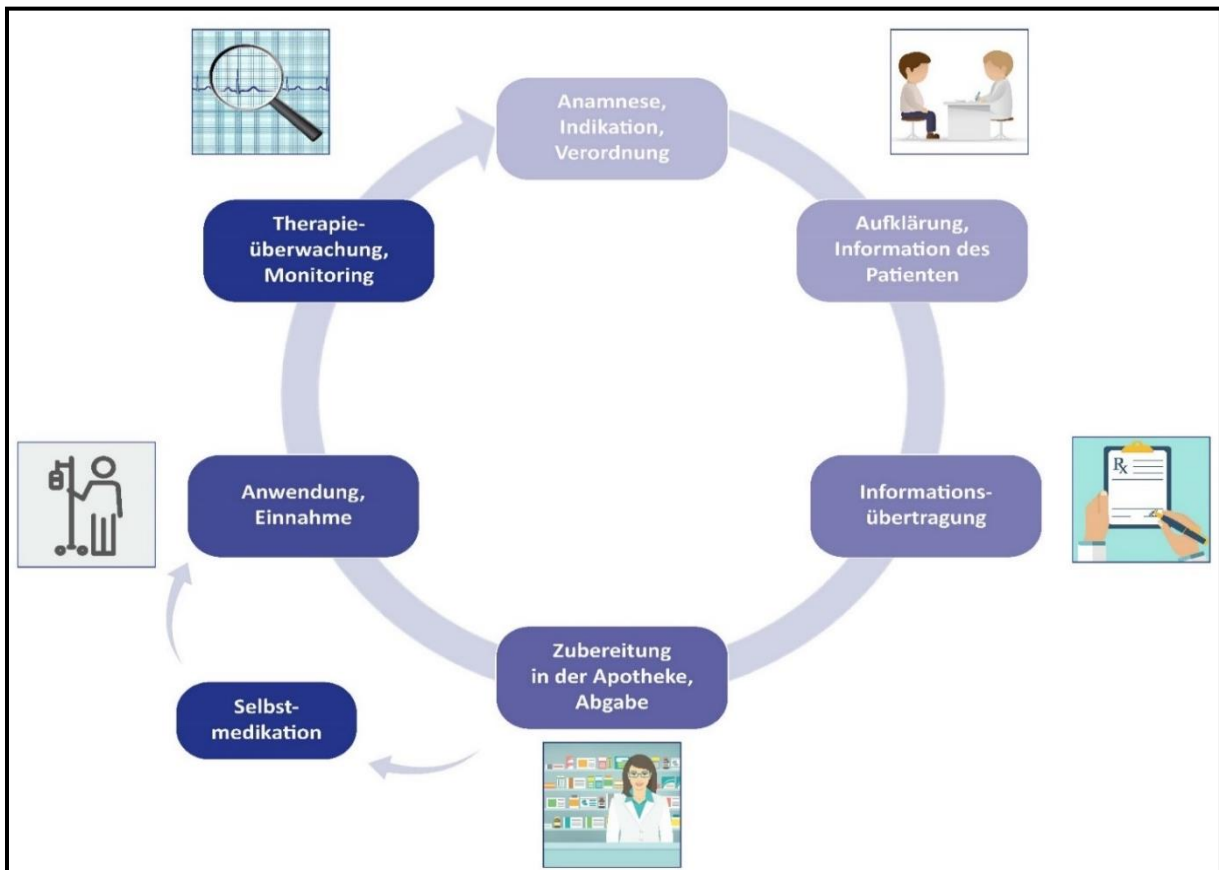 Anamnese,
Indikation,
Verordnung
Aufklärung,
Information des
Patienten
Informations-
übertragung
Rx
Zubereitung
in der Apotheke,
Abgabe
Selbst-
medikation
Anwendung,
Einnahme
Therapie-
überwachung,
Monitoring